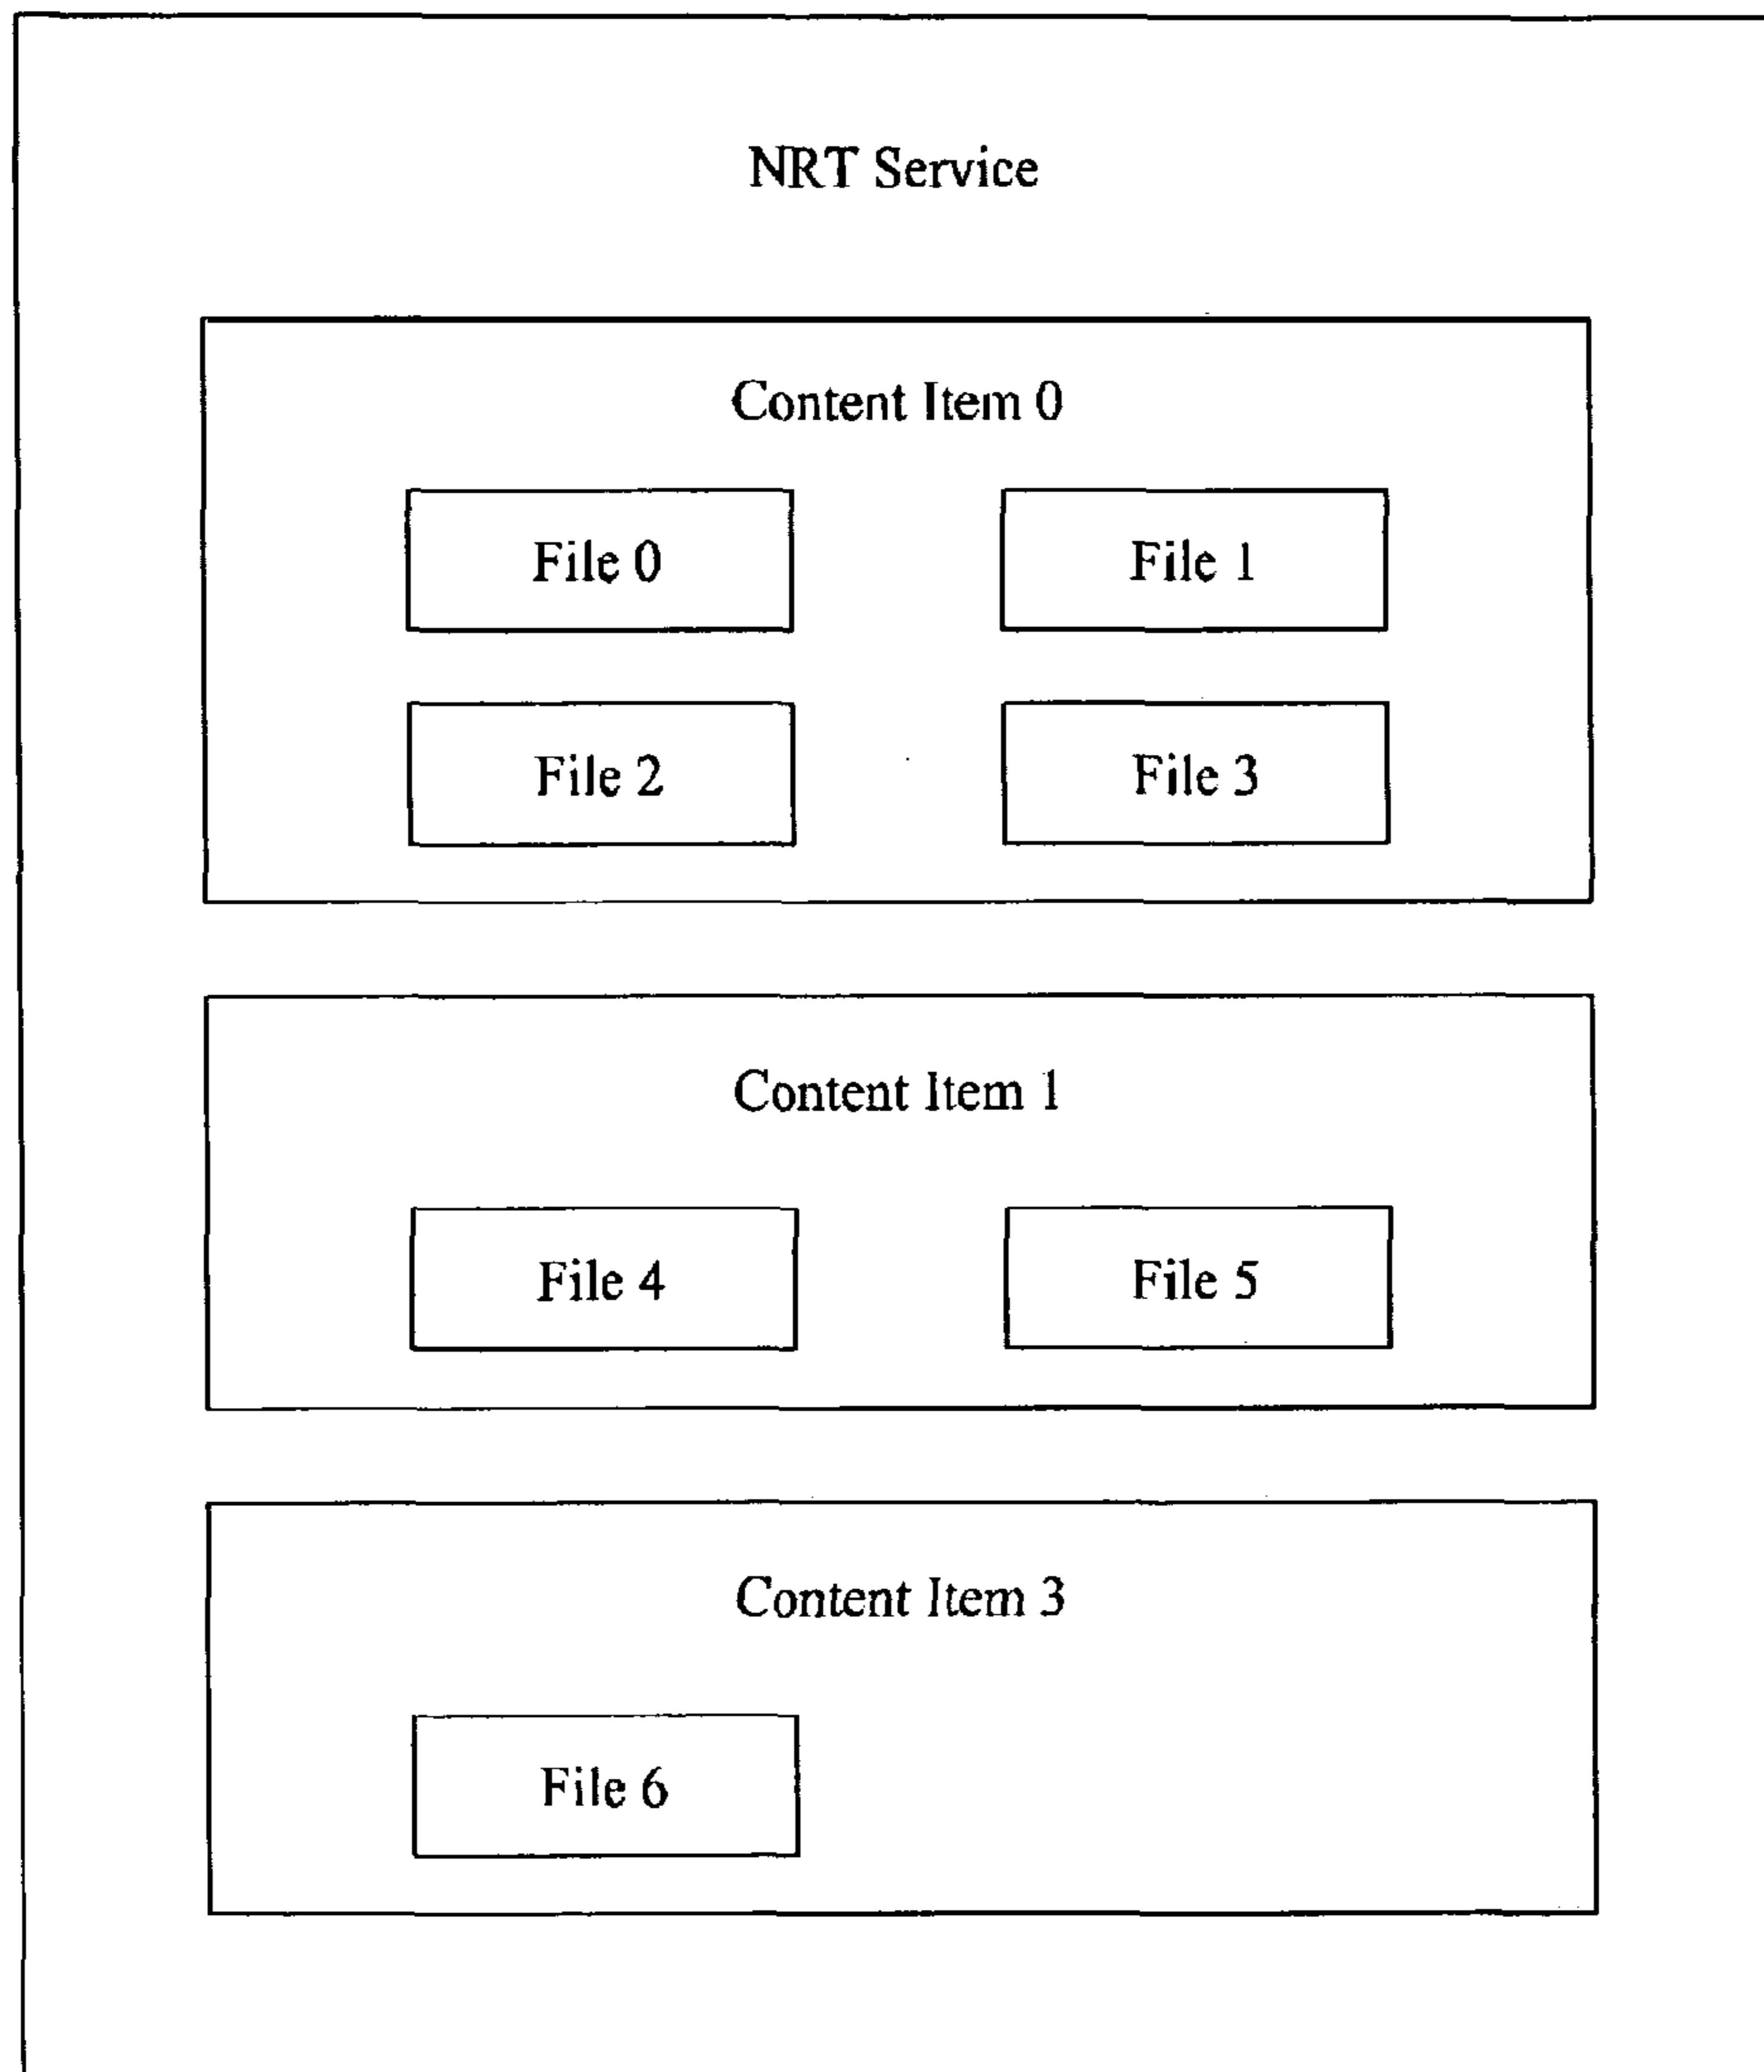 NRT Service
Content Item 0
File 0
File 1
File 2
File 3
Content Item 1
File 4
File 5
Content Item 3
File 6